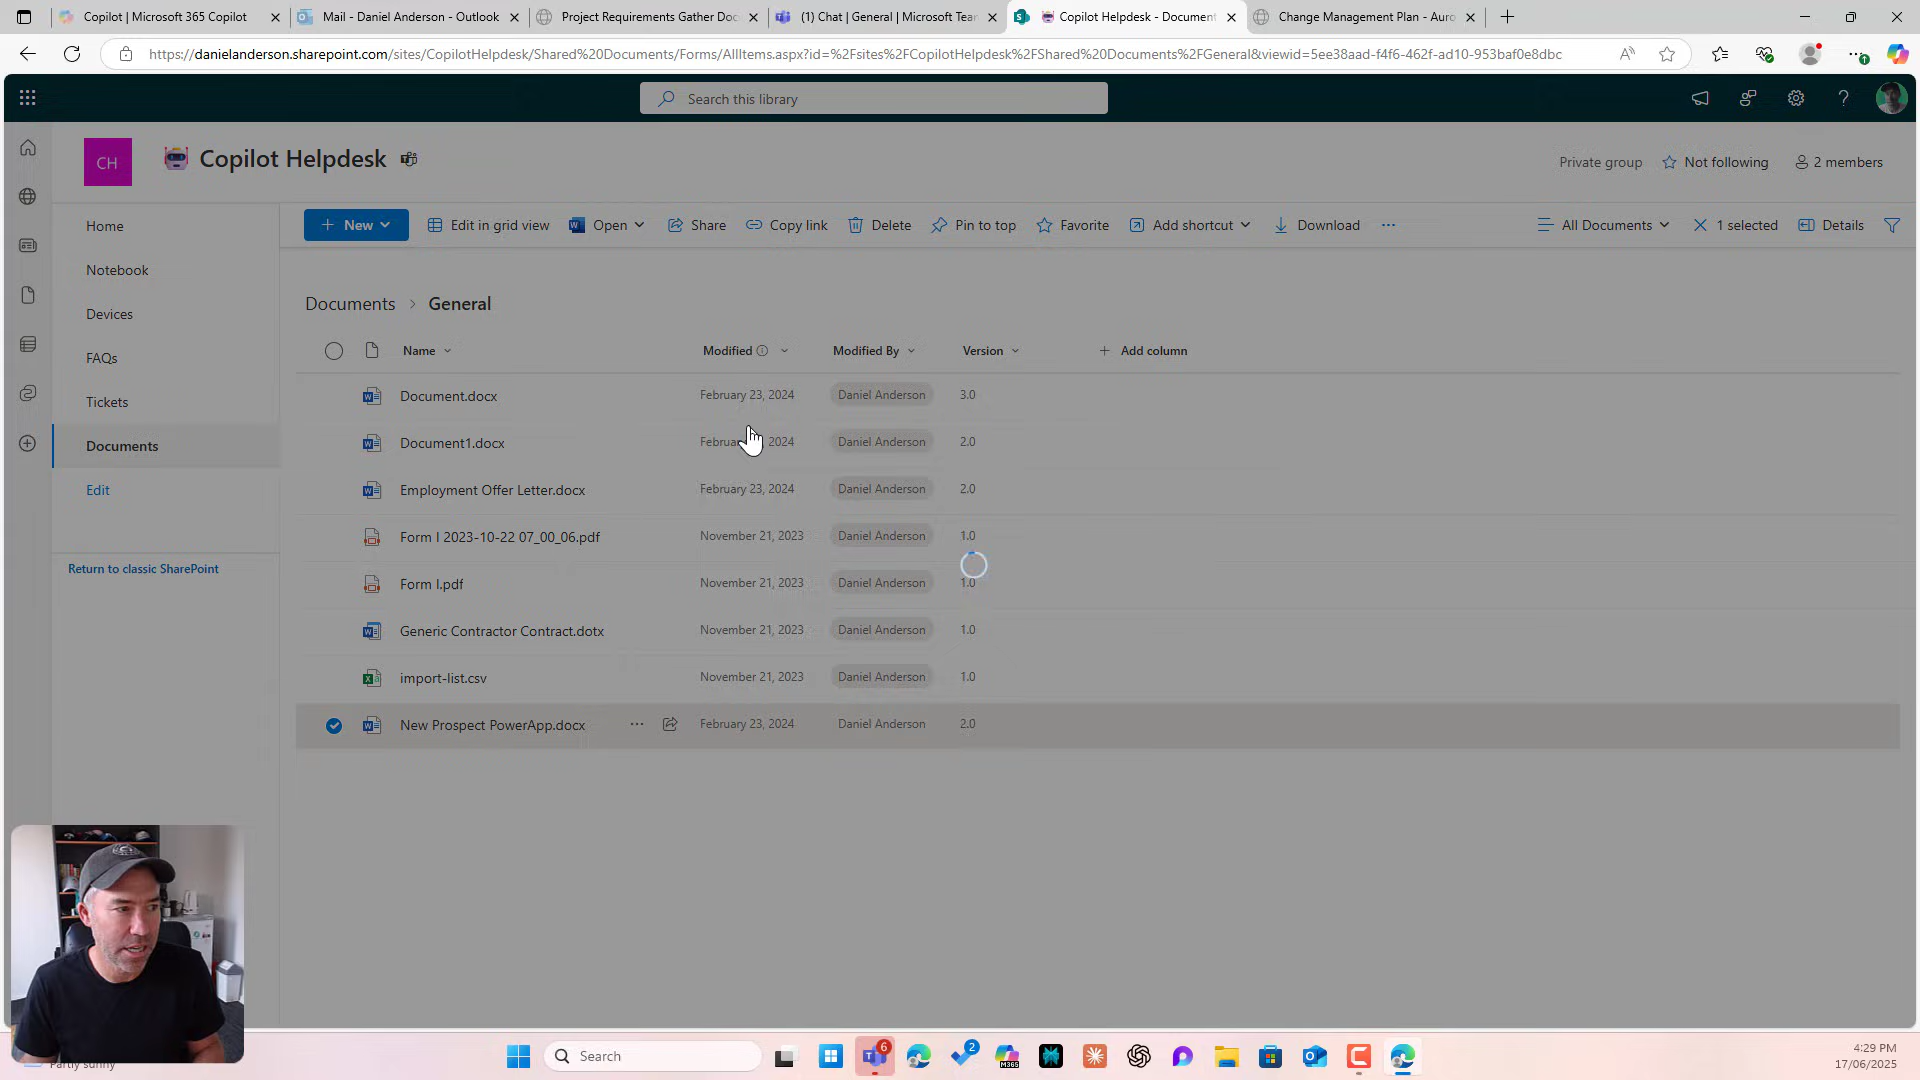 Copilot | Microsoft 365 Copilot
Mail - Daniel Anderson - Outlook
Project Requirements Gather Doc
(1) Chat | General | Microsoft Tea
Copilot Helpdesk - Document
Change Management Plan - Auro
https://danielanderson.sharepoint.com/sites/CopilotHelpdesk/Shared%20Documents/Forms/AllItems.aspx?id=%2Fsites%2FCopilotHelpdesk%2FShared%20Documents%2FGeneral&viewid=5ee38aad-f4f6-462f-ad10-953baf0e8dbc
Search this library
CH
Copilot Helpdesk
Private group
Not following
2 members
Home
Notebook
Devices
FAQs
Tickets
Documents
Edit
Return to classic SharePoint
New
Edit in grid view
Open
Share
Copy link
Delete
Pin to top
Favorite
Add shortcut
Download
All Documents
1 selected
Details
Documents > General
Name Modified Modified By Version Add column
Document.docx February 23, 2024 Daniel Anderson 3.0
Document1.docx 2024 Daniel Anderson 2.0
Employment Offer Letter.docx February 23, 2024 Daniel Anderson 2.0
Form I 2023-10-22 07_00_06.pdf November 21, 2023 Daniel Anderson 1.0
Form I.pdf November 21, 2023 Daniel Anderson 1.0
Generic Contractor Contract.dotx November 21, 2023 Daniel Anderson 1.0
import-list.csv November 21, 2023 Daniel Anderson 1.0
New Prospect PowerApp.docx February 23, 2024 Daniel Anderson 2.0
Partly sunny
Search
6
2
M365
4:29 PM
17/06/2025